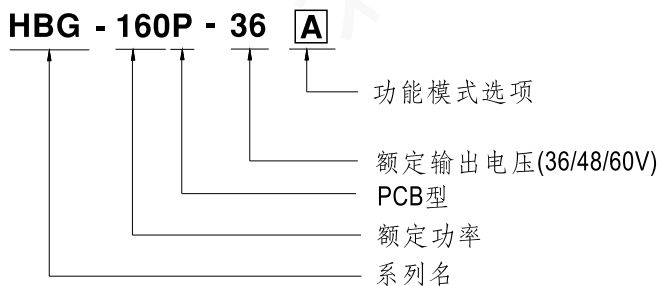 HBG - 160P - 36 A
功能模式选项
额定输出电压(36/48/60V)
PCB型
额定功率
系列名